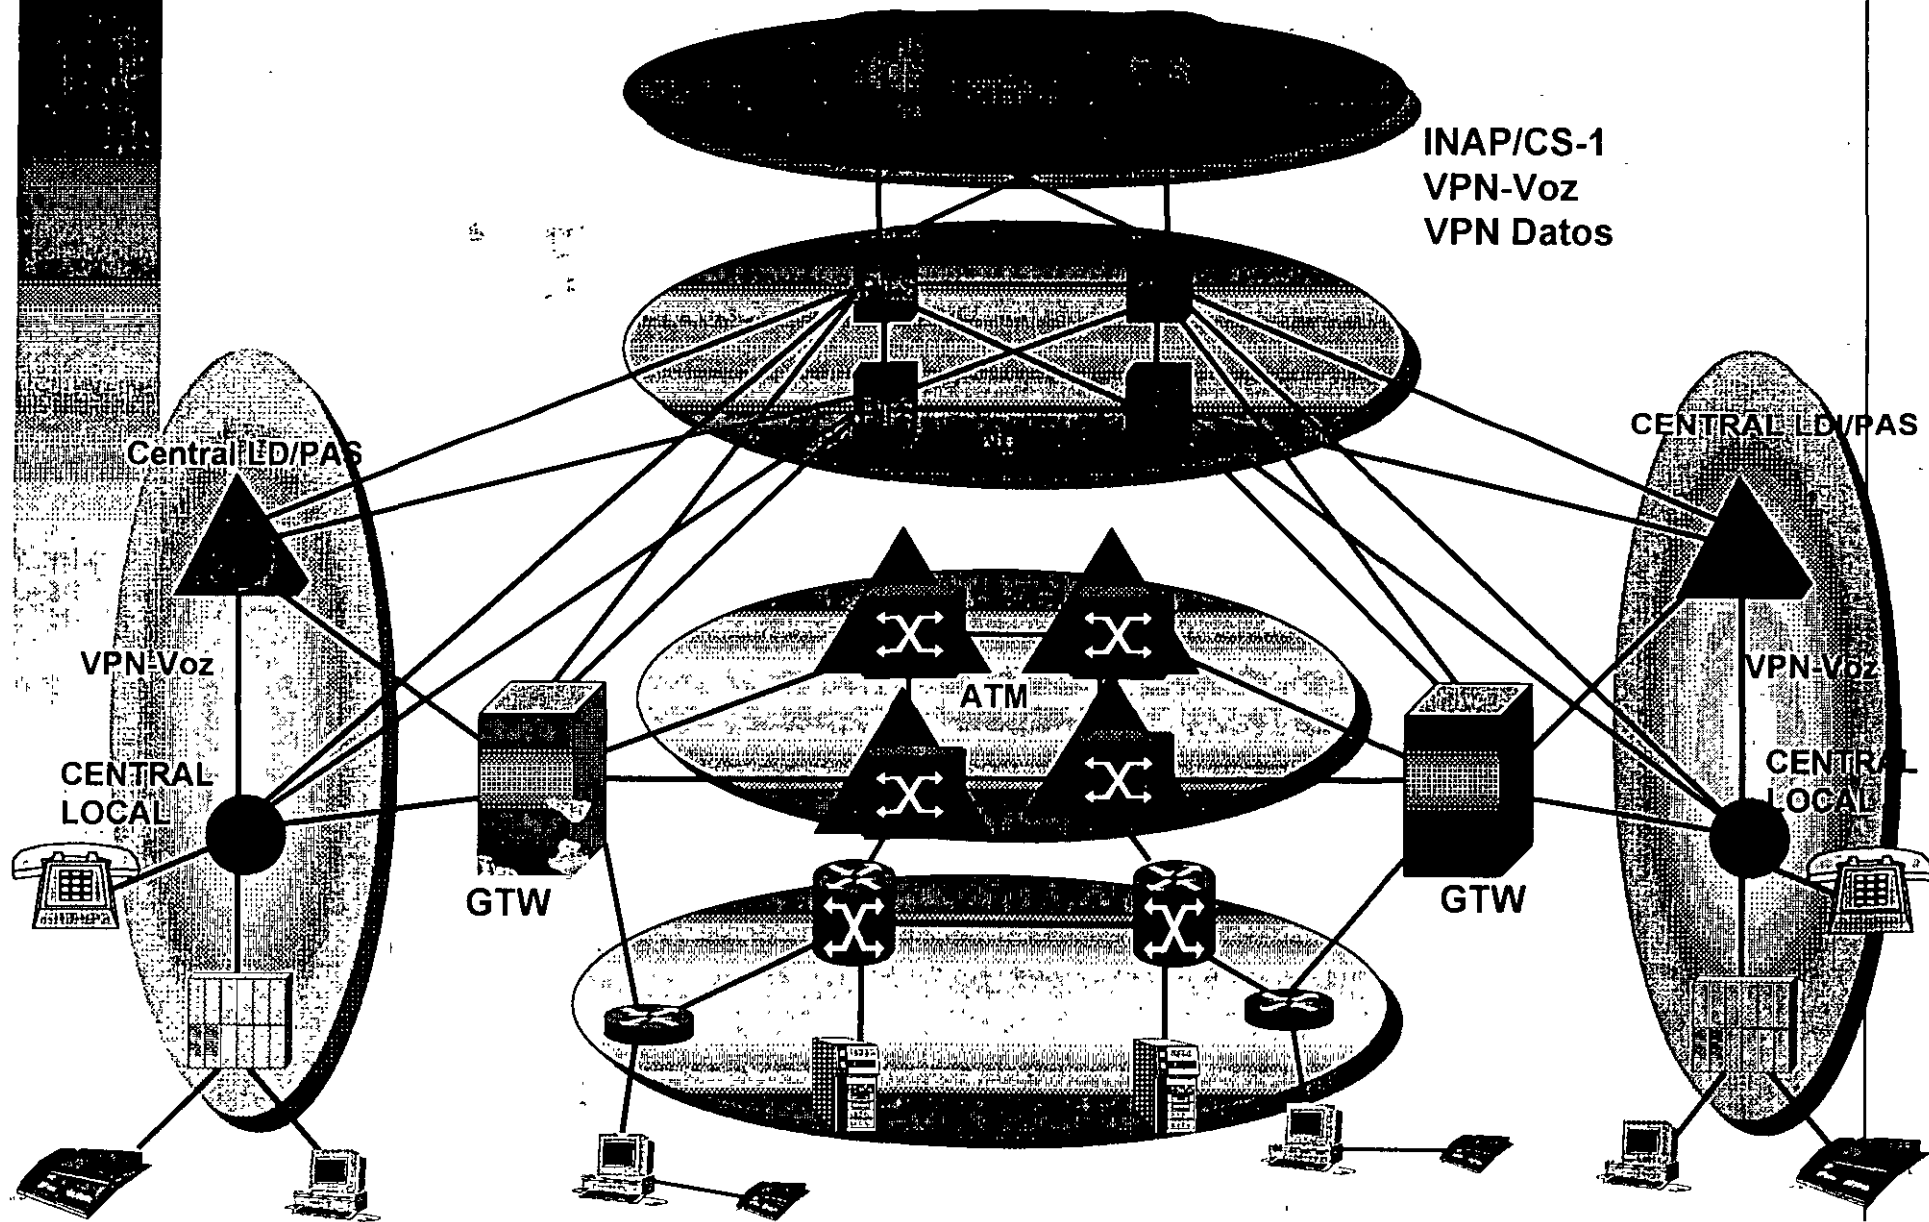 INAP/CS-1
VPN-Voz
VPN Datos
Central LD/PAS
CENTRAL LDI/PAS
VPN-Voz
ATM
VPN-Voz
CENTRAL
LOCAL
CENTRAL
LOCAL
GTW
GTW